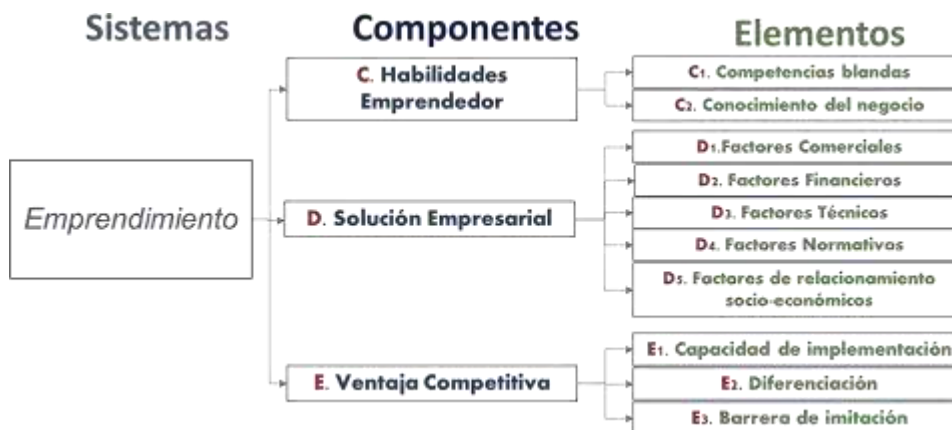 Sistemas
Componentes
Elementos
Emprendimiento
C. Habilidades
Emprendedor
C1. Competencias blandas
C2. Conocimiento del negocio
D. Solución Empresarial
D1.Factores Comerciales
D2. Factores Financieros
D3. Factores Técnicos
D4. Factores Normativos
D5. Factores de relacionamiento
socio-económicos
E. Ventaja Competitiva
E1. Capacidad de implementación
E2. Diferenciación
E3. Barrera de imitación